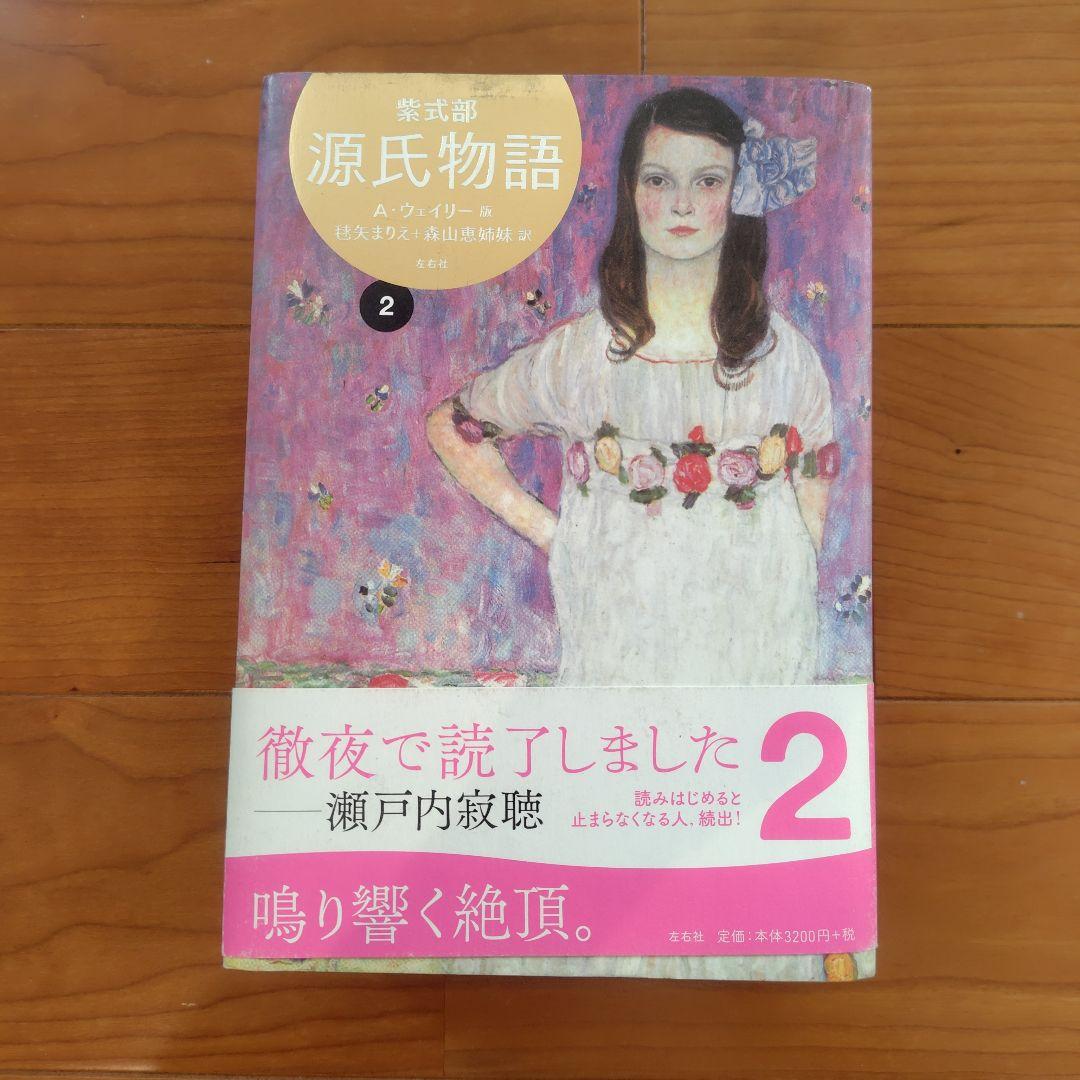 紫式部
源氏物語
A・ウェイリー 版
毬矢まりえ+森山恵姉妹 訳
左右社
2
徹夜で読了しました
──瀬戸内寂聴
読みはじめると
止まらなくなる人、続出!
2
鳴り響く絶頂。
左右社 定価:本体3200円+税